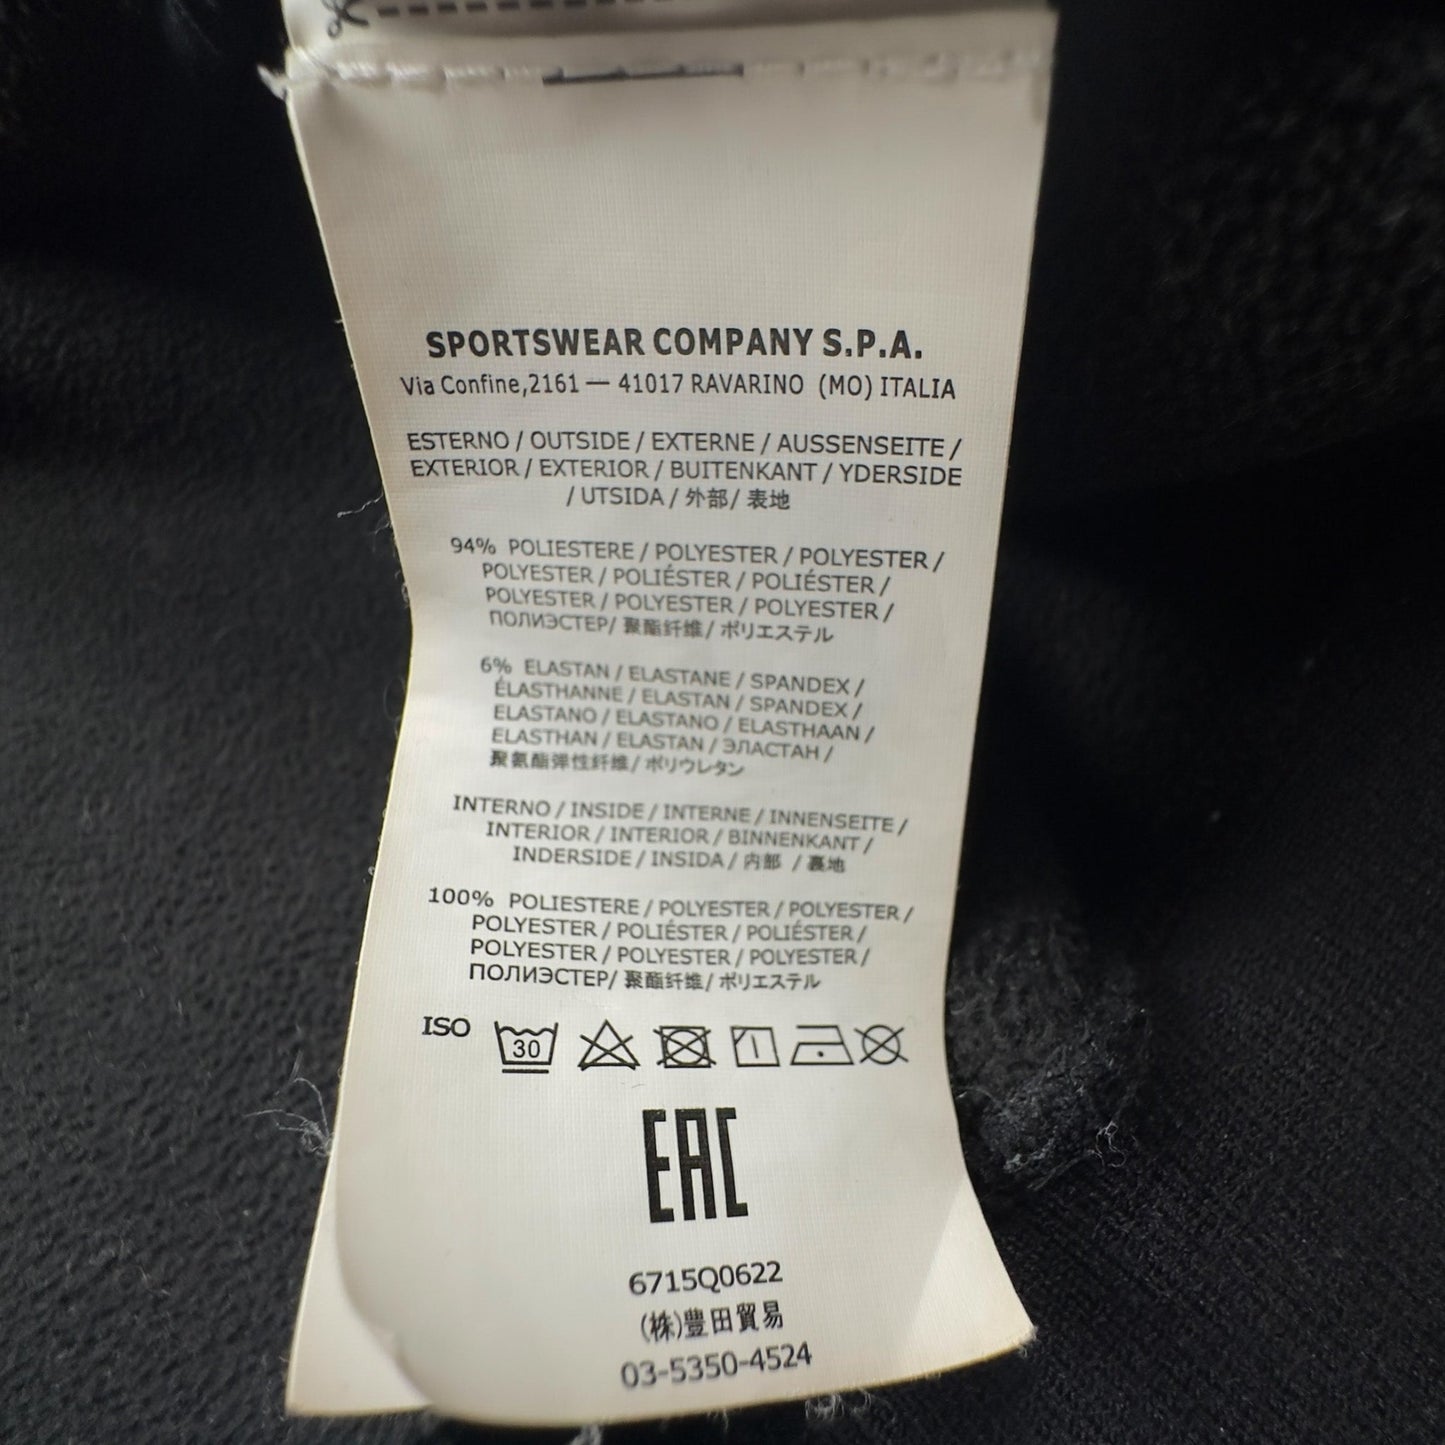 SPORTSWEAR COMPANY S.P.A.
Via Confine,2161 — 41017 RAVARINO (MO) ITALIA
ESTERNO / OUTSIDE / EXTERNE / AUSSENSEITE /
EXTERIOR / EXTERIOR / BUITENKANT / YDERSIDE
/ UTSIDA / 外部/ 表地
94% POLIESTERE / POLYESTER / POLYESTER /
POLYESTER / POLIÉSTER / POLIÉSTER /
POLYESTER / POLYESTER / POLYESTER /
ПОЛИЭСТЕР/ 聚酯纤维/ ポリエステル
6% ELASTAN / ELASTANE / SPANDEX /
ÉLASTHANNE / ELASTAN / SPANDEX /
ELASTANO / ELASTANO / ELASTHAAN /
ELASTHAN / ELASTAN / ЭЛАСТАН /
聚氨酯弹性纤维/ ポリウレタン
INTERNO / INSIDE / INTERNE / INNENSEITE /
INTERIOR / INTERIOR / BINNENKANT /
INDERSIDE / INSIDA / 内部 / 裏地
100% POLIESTERE / POLYESTER / POLYESTER /
POLYESTER / POLIÉSTER / POLIÉSTER /
POLYESTER / POLYESTER / POLYESTER /
ПОЛИЭСТЕР/ 聚酯纤维/ ポリエステル
ISO 30
EAC
6715Q0622
(株)豊田貿易
03-5350-4524